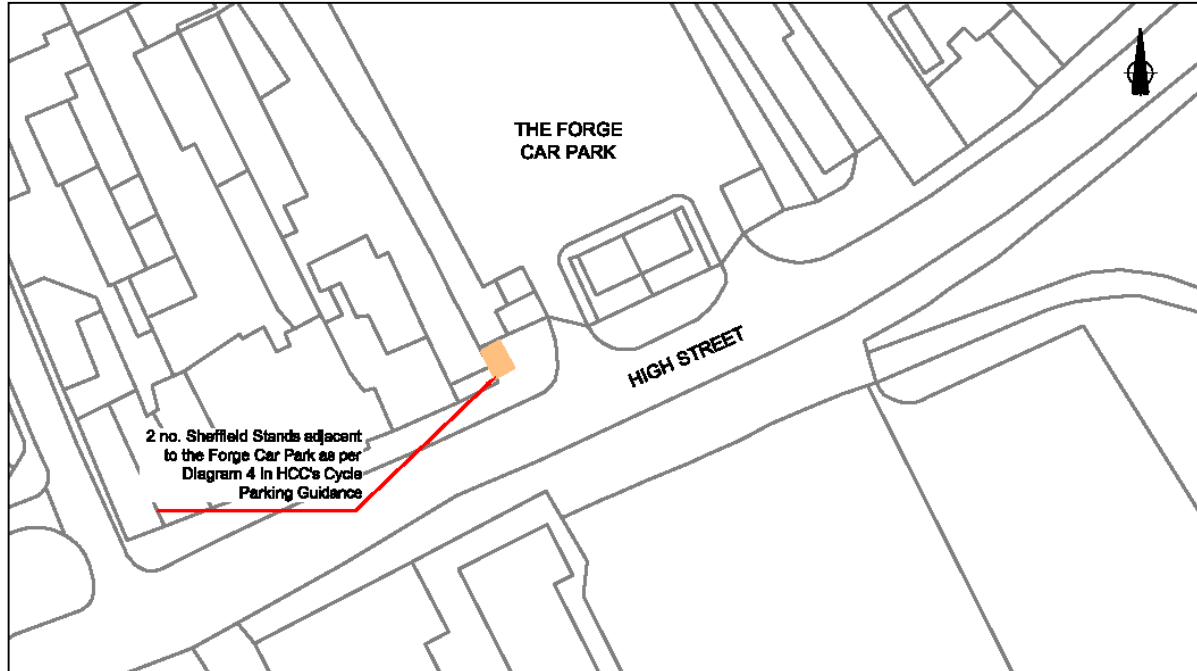 THE FORGE
CAR PARK
HIGH STREET
2 no. Sheffield Stands adjacent
to the Forge Car Park as per
Diagram 4 in HCC's Cycle
Parking Guidance